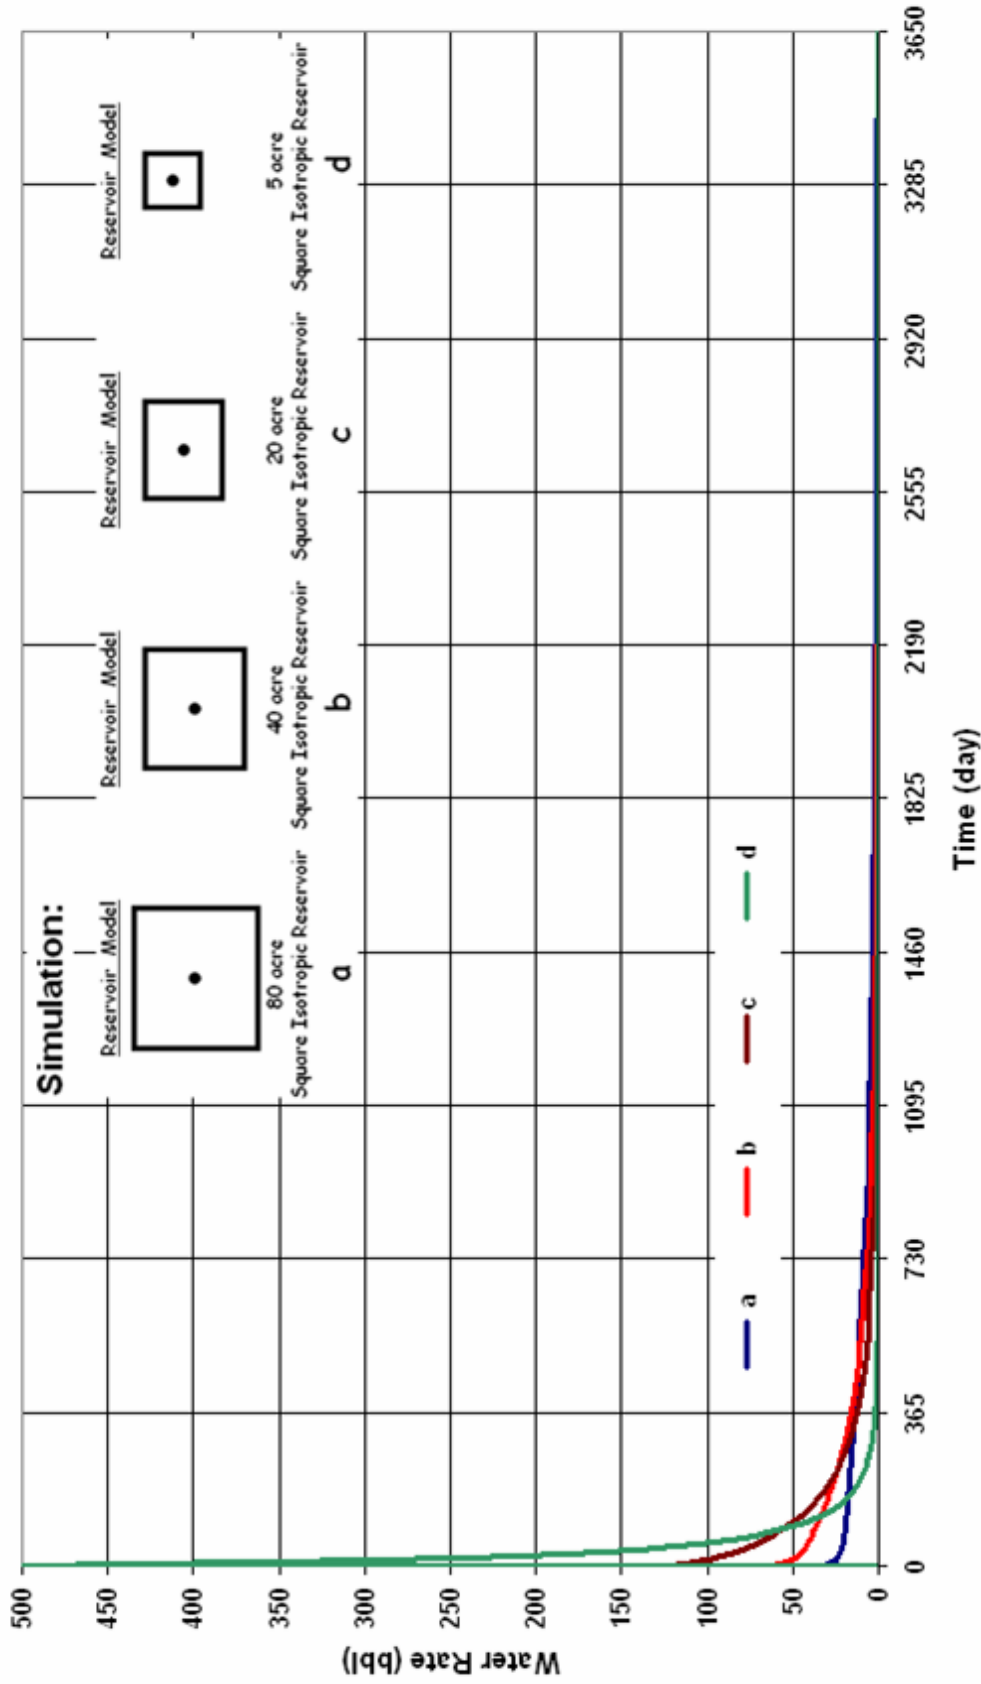 Simulation:
Reservoir Model
80 acre
Square Isotropic Reservoir
a
Reservoir Model
40 acre
Square Isotropic Reservoir
b
Reservoir Model
20 acre
Square Isotropic Reservoir
c
Reservoir Model
5 acre
Square Isotropic Reservoir
d
Water Rate (bbl)
500
450
400
350
300
250
200
150
100
50
0
a b c d
0 365 730 1095 1460 1825 2190 2555 2920 3285 3650
Time (day)